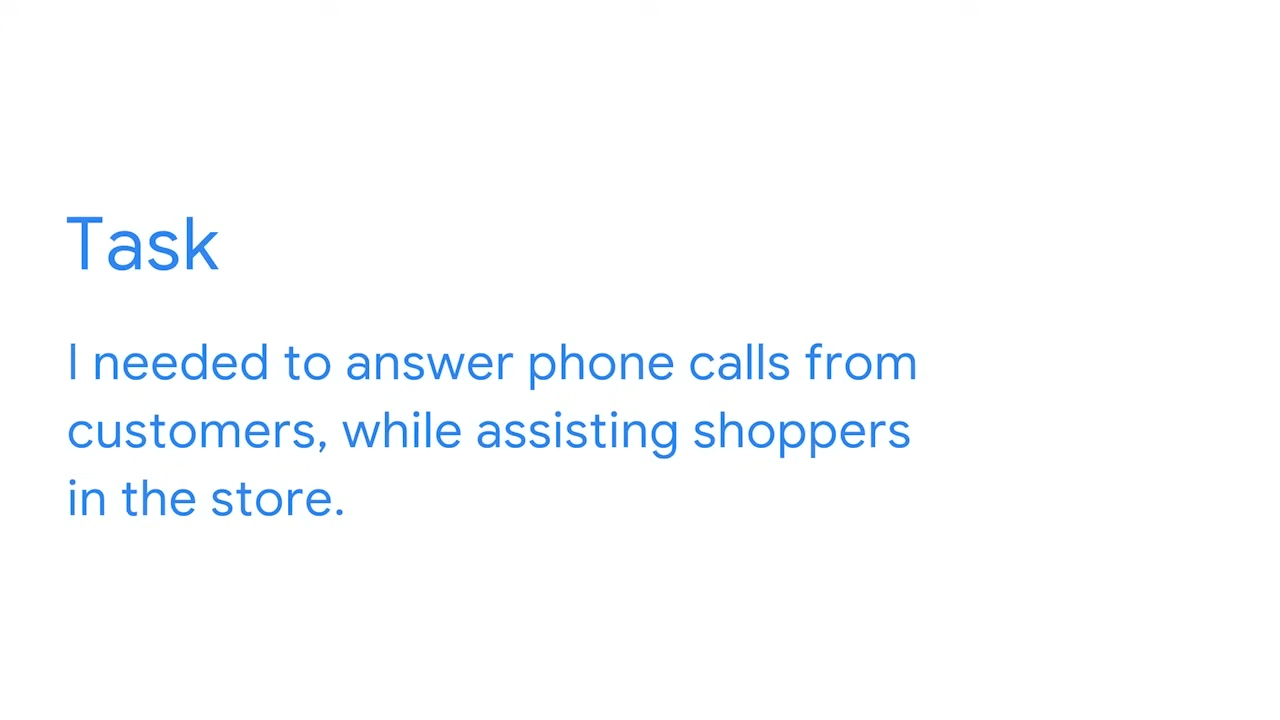 Task
I needed to answer phone calls from
customers, while assisting shoppers
in the store.